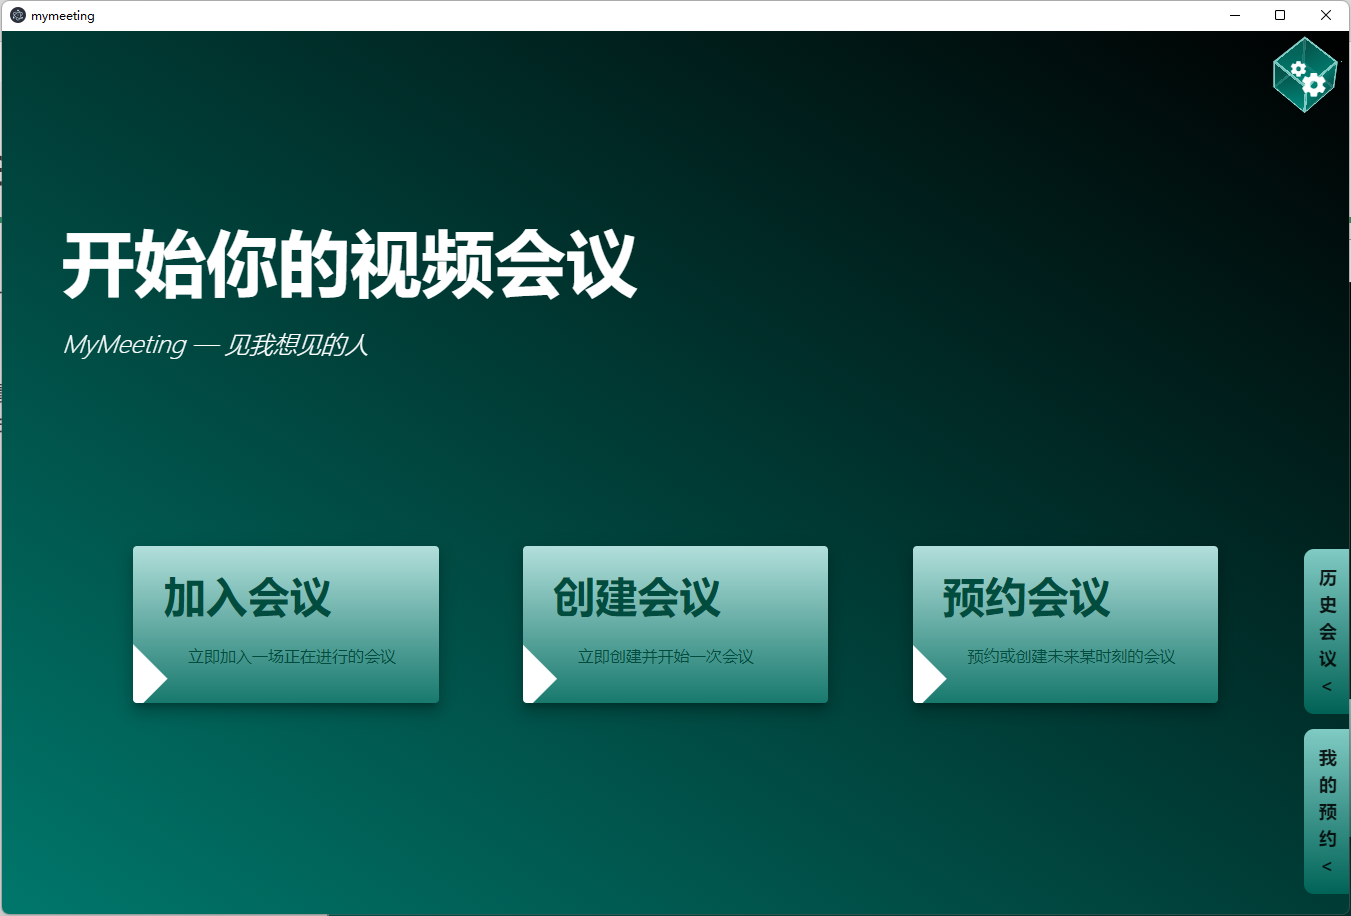 mymeeting
开始你的视频会议
MyMeeting — 见我想见的人
加入会议
立即加入一场正在进行的会议
创建会议
立即创建并开始一次会议
预约会议
预约或创建未来某时刻的会议
历
史
会
议
<
我
的
预
约
<